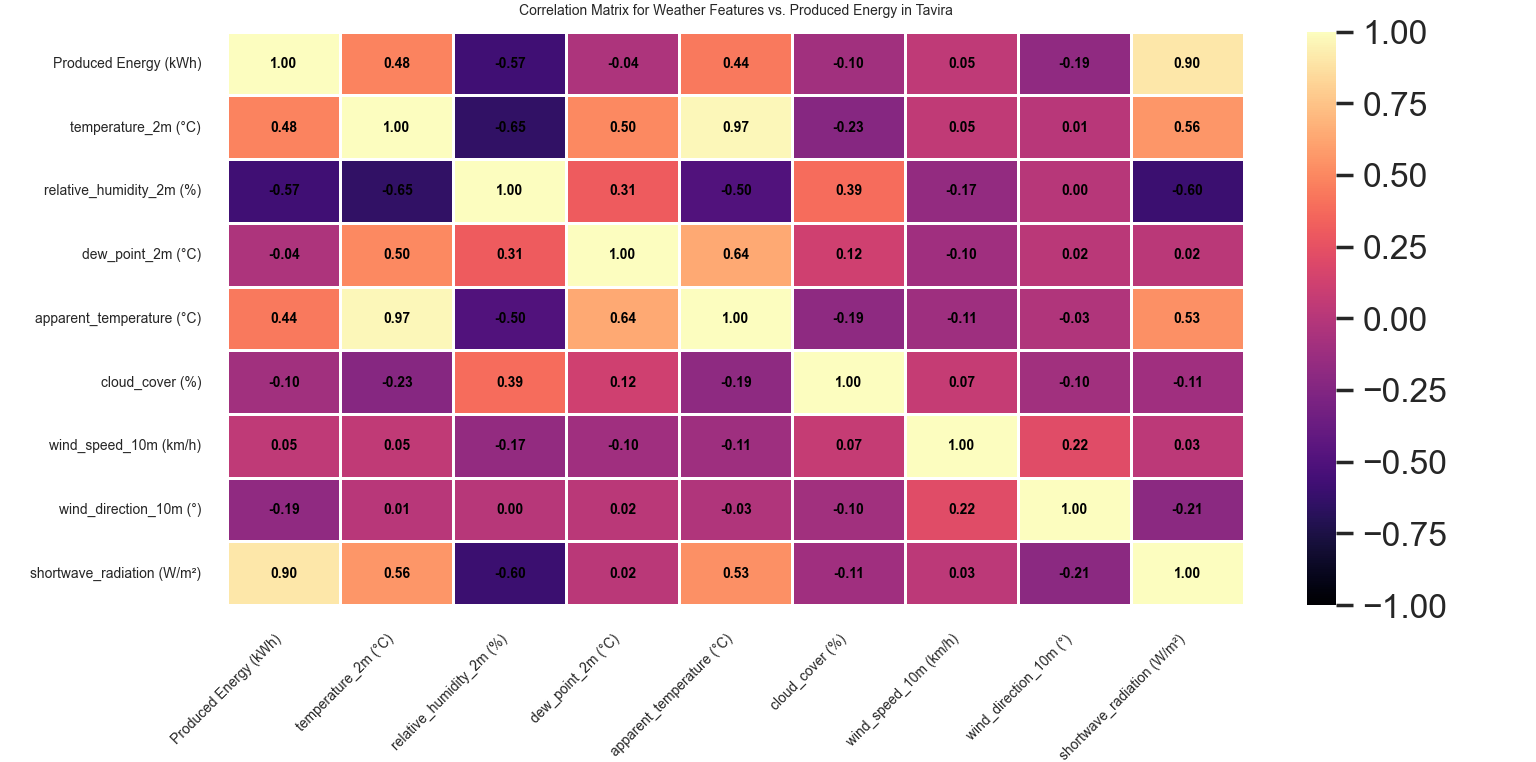 Correlation Matrix for Weather Features vs. Produced Energy in Tavira
Produced Energy (kWh) 1.00 0.48 -0.57 -0.04 0.44 -0.10 0.05 -0.19 0.90
temperature_2m (°C) 0.48 1.00 -0.65 0.50 0.97 -0.23 0.05 0.01 0.56
relative_humidity_2m (%) -0.57 -0.65 1.00 0.31 -0.50 0.39 -0.17 0.00 -0.60
dew_point_2m (°C) -0.04 0.50 0.31 1.00 0.64 0.12 -0.10 0.02 0.02
apparent_temperature (°C) 0.44 0.97 -0.50 0.64 1.00 -0.19 -0.11 -0.03 0.53
cloud_cover (%) -0.10 -0.23 0.39 0.12 -0.19 1.00 0.07 -0.10 -0.11
wind_speed_10m (km/h) 0.05 0.05 -0.17 -0.10 -0.11 0.07 1.00 0.22 0.03
wind_direction_10m (°) -0.19 0.01 0.00 0.02 -0.03 -0.10 0.22 1.00 -0.21
shortwave_radiation (W/m²) 0.90 0.56 -0.60 0.02 0.53 -0.11 0.03 -0.21 1.00
Produced Energy (kWh)
temperature_2m (°C)
relative_humidity_2m (%)
dew_point_2m (°C)
apparent_temperature (°C)
cloud_cover (%)
wind_speed_10m (km/h)
wind_direction_10m (°)
shortwave_radiation (W/m²)
1.00
0.75
0.50
0.25
0.00
−0.25
−0.50
−0.75
−1.00